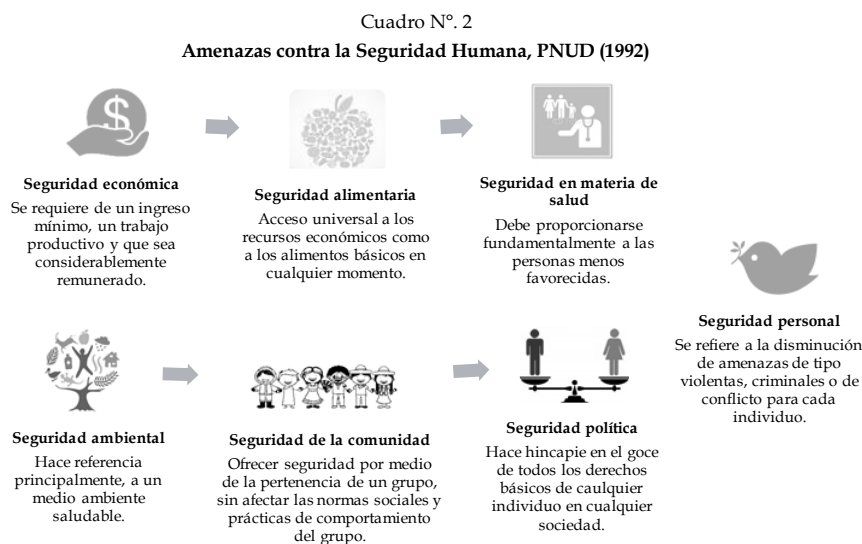 Cuadro N°. 2
Amenazas contra la Seguridad Humana, PNUD (1992)
$
Seguridad económica
Se requiere de un ingreso
mínimo, un trabajo
productivo y que sea
considerablemente
remunerado.
Seguridad alimentaria
Acceso universal a los
recursos económicos como
a los alimentos básicos en
cualquier momento.
Seguridad en materia de
salud
Debe proporcionarse
fundamentalmente a las
personas menos
favorecidas.
Seguridad personal
Se refiere a la disminución
de amenazas de tipo
violentas, criminales o de
conflicto para cada
individuo.
Seguridad ambiental
Hace referencia
principalmente, a un
medio ambiente
saludable.
Seguridad de la comunidad
Ofrecer seguridad por medio
de la pertenencia de un grupo,
sin afectar las normas sociales y
prácticas de comportamiento
del grupo.
Seguridad política
Hace hincapie en el goce
de todos los derechos
básicos de caulquier
individuo en cualquier
sociedad.